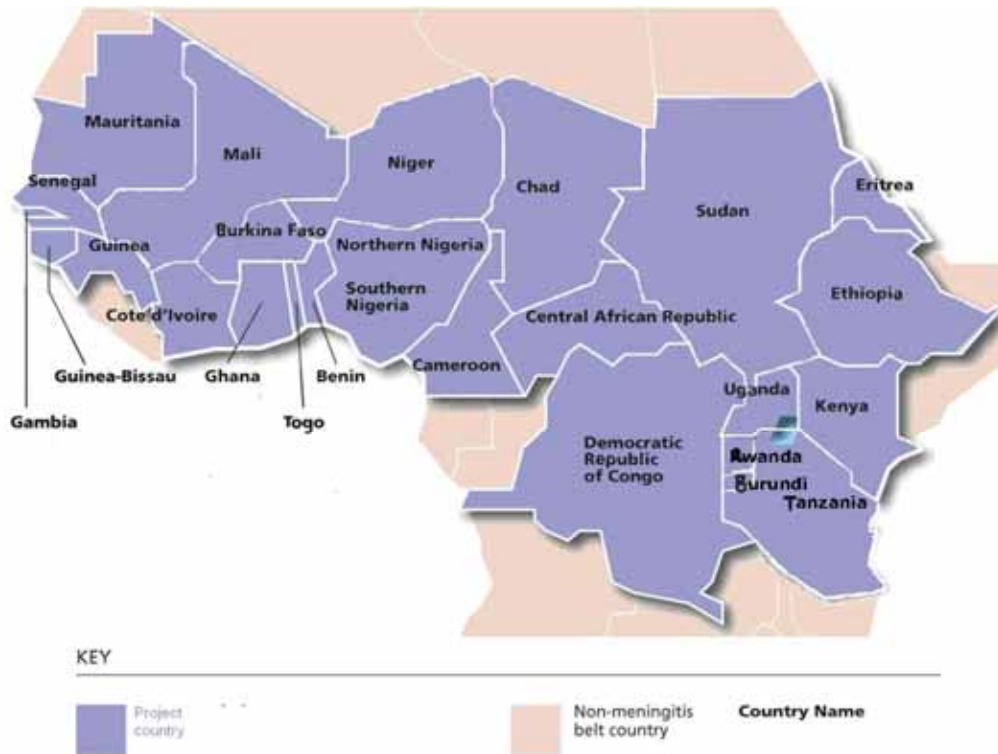 Mauritania
Mali
Niger
Chad
Senegal
Eritrea
Sudan
Burkina Faso
Guinea
Northern Nigeria
Southern
Nigeria
Ethiopia
Cote'd'Ivoire
Central African Republic
Cameroon
Guinea-Bissau
Ghana
Benin
Uganda
Kenya
Gambia
Togo
Democratic
Republic
of Congo
Rwanda
Burundi
Tanzania
KEY
Project
country
Non-meningitis
belt country
Country Name